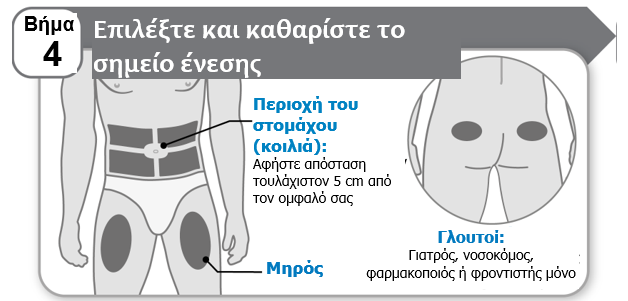 Βήμα
4
Επιλέξτε και καθαρίστε το
σημείο ένεσης
Περιοχή του
στομάχου
(κοιλιά):
Αφήστε απόσταση
τουλάχιστον 5 cm από
τον ομφαλό σας
Μηρός
Γλουτοί:
Γιατρός, νοσοκόμος,
φαρμακοποιός ή φροντιστής μόνο